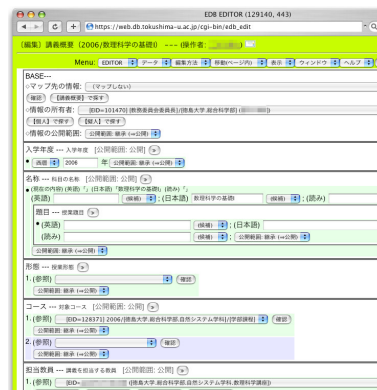 EDB EDITOR (129140, 443)
https://web.db.tokushima-u.ac.jp/cgi-bin/edb_edit
[編集] 講義概要 (2006/数理科学の基礎I) --- (操作者:
Menu: EDITOR データ 編集方法 移動(ページ内) 表示 ウィンドウ ヘルプ
BASE---
○マップ先の情報: (マップしない)
(確認) (【講義概要】で探す)
○情報の所有者: [EID=101470] [教務委員会委員長]/[徳島大学.総合科学部]
(【個人】で探す) (【擬人】で探す)
○情報の公開範囲: 公開範囲: 継承 (⇒公開)
入学年度 --- 入学年度 [公開範囲: 公開]
● 西暦 2006 年 公開範囲: 継承 (⇒公開)
名称 --- 科目の名称 [公開範囲: 公開]
● (現在の内容) (英語)「」 (日本語)「数理科学の基礎I」 (読み)「」
(英語) (候補) ; (日本語) 数理科学の基礎I (候補) ; (読み)
題目 --- 授業題目
● (英語) (候補) ; (日本語)
(読み) (候補) ; 公開範囲: 継承 (⇒公開)
公開範囲: 継承 (⇒公開)
形態 --- 授業形態
1. (参照) (確認)
公開範囲: 継承 (⇒公開)
コース --- 対象コース [公開範囲: 公開]
1. (参照) [EID=128371] 2006/[徳島大学.総合科学部.自然システム学科]/[学部課程] (確認)
公開範囲: 継承 (⇒公開)
2. (参照) (確認)
公開範囲: 継承 (⇒公開)
担当教員 --- 講義を担当する教員 [公開範囲: 公開]
1. (参照) [EID= ([徳島大学.総合科学部.自然システム学科.数理科学講座])